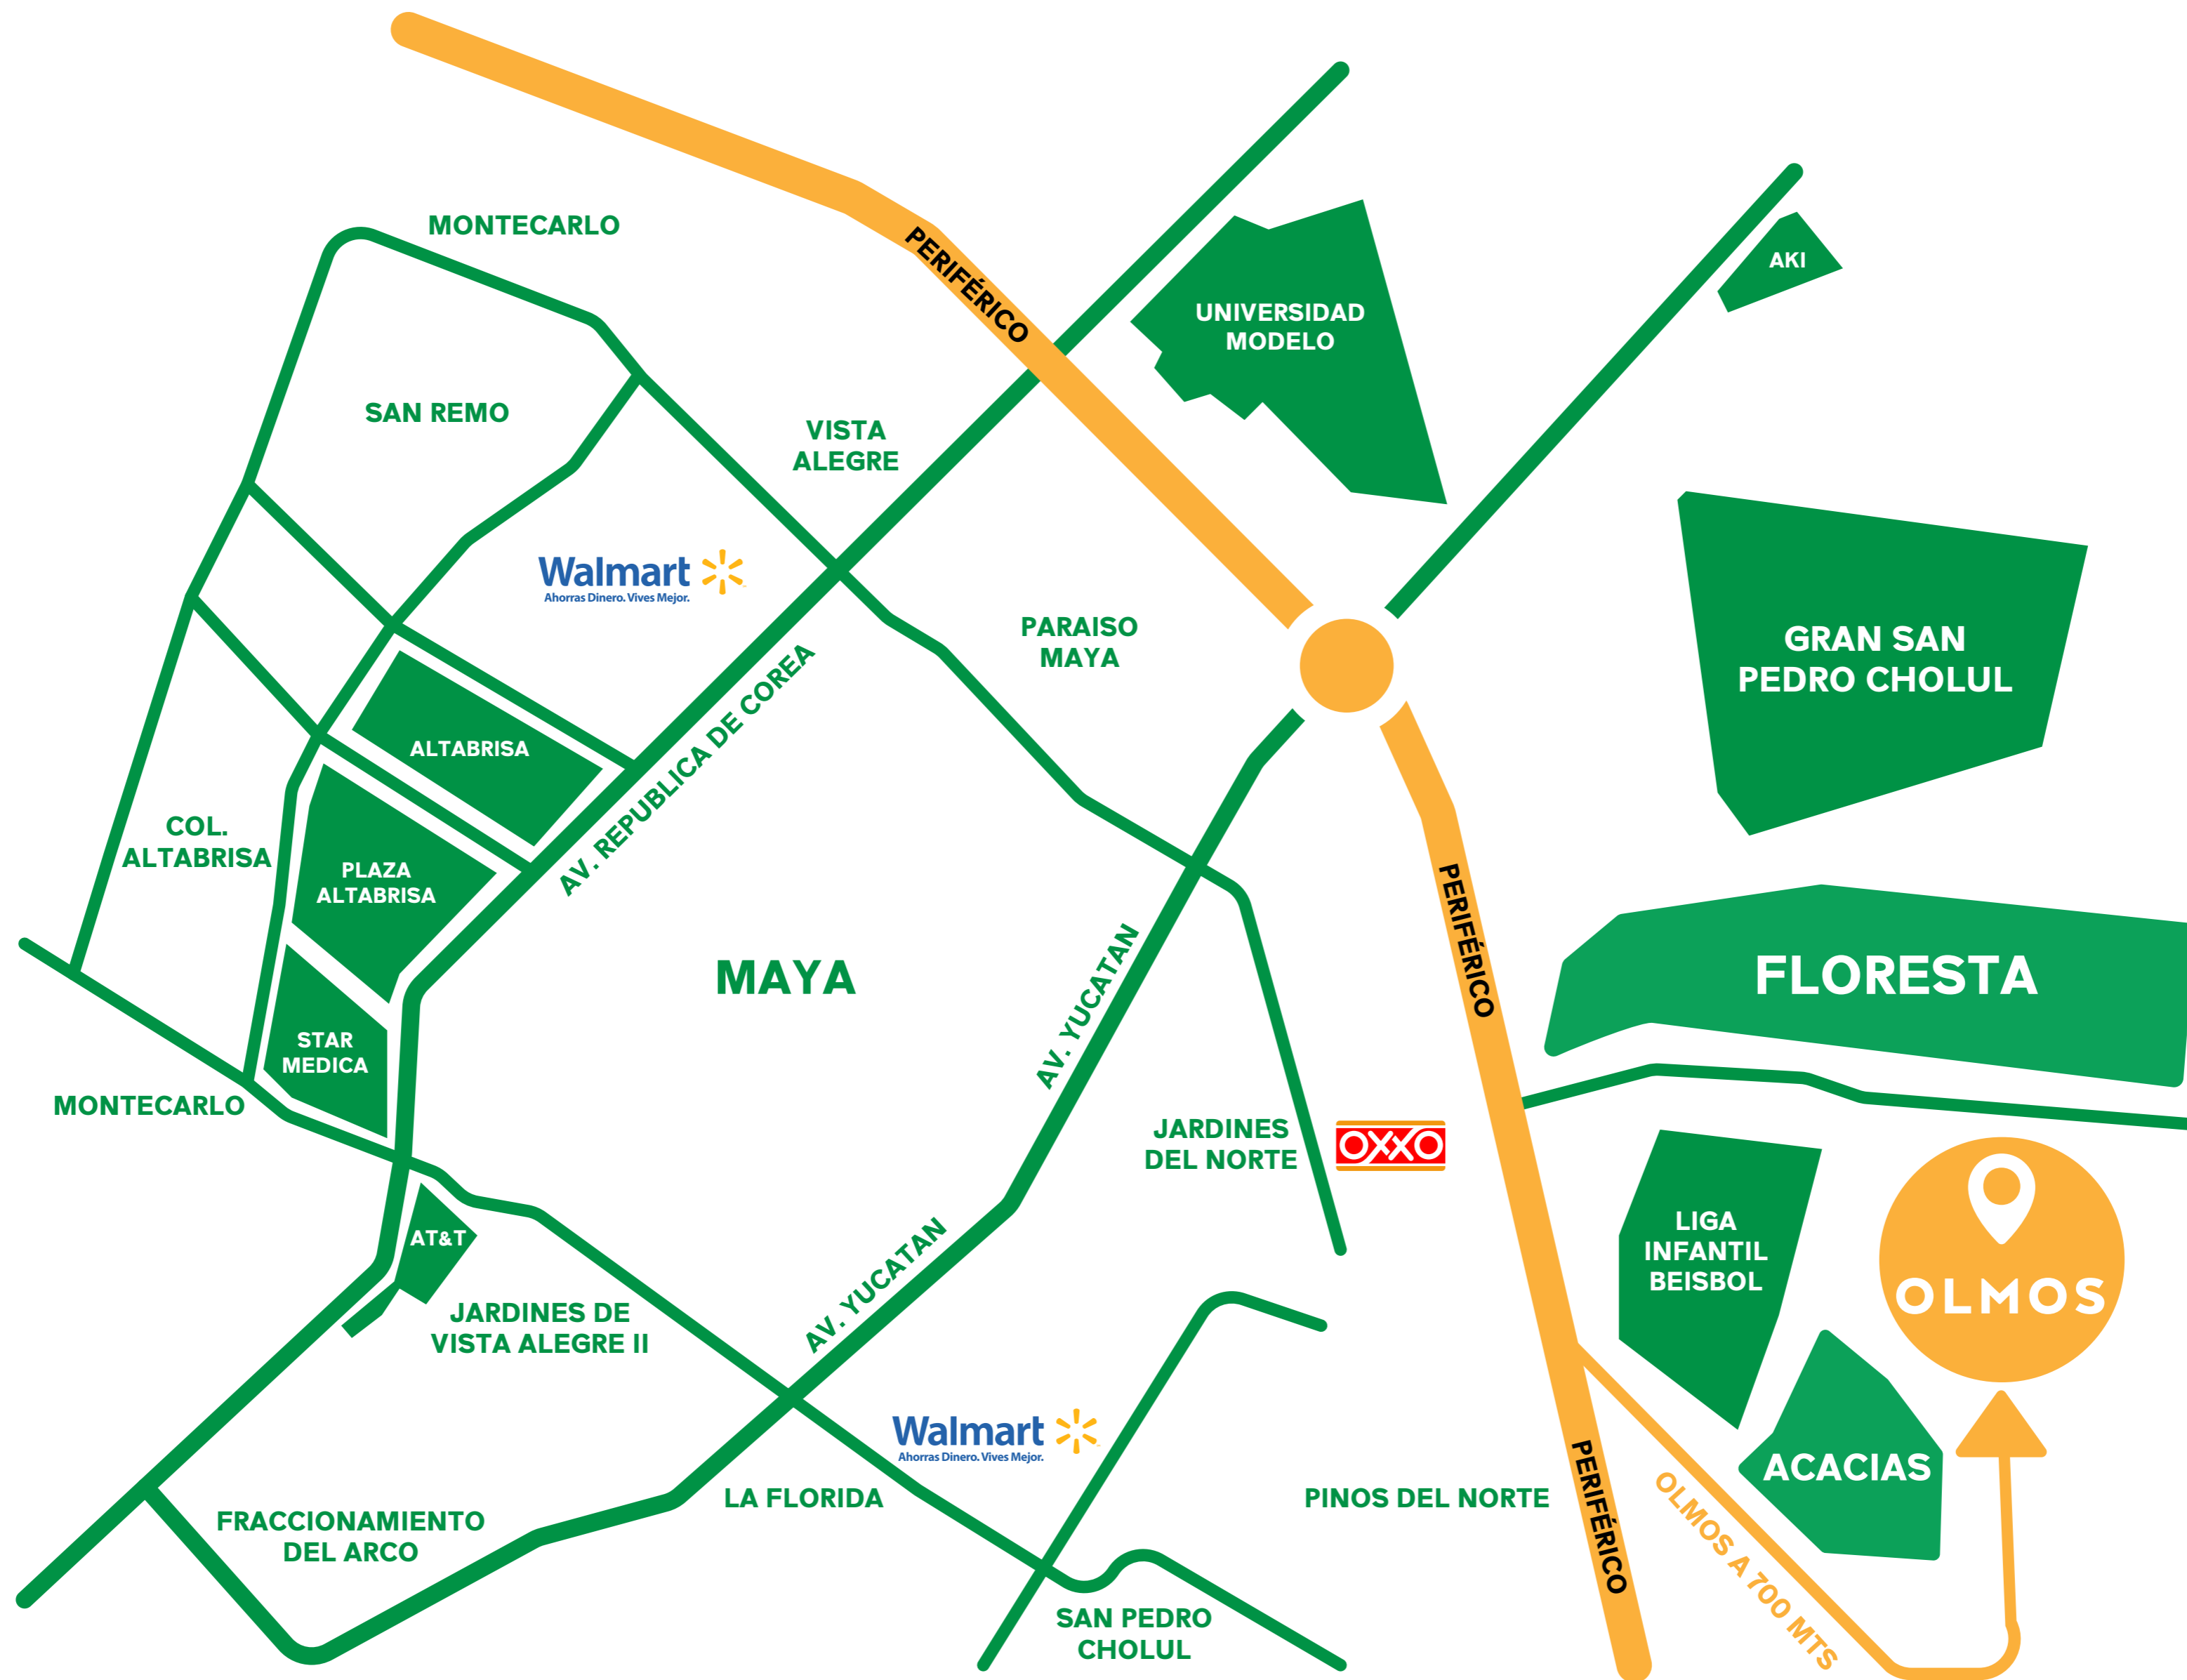 MONTECARLO
PERIFÉRICO
AKI
UNIVERSIDAD
MODELO
SAN REMO
VISTA
ALEGRE
Walmart
Ahorras Dinero. Vives Mejor.
PARAISO
MAYA
GRAN SAN
PEDRO CHOLUL
ALTABRISA
AV. REPUBLICA DE COREA
COL.
ALTABRISA
PLAZA
ALTABRISA
MAYA
AV. YUCATAN
PERIFÉRICO
FLORESTA
STAR
MEDICA
MONTECARLO
JARDINES
DEL NORTE
OXXO
LIGA
INFANTIL
BEISBOL
OLMOS
AT&T
JARDINES DE
VISTA ALEGRE II
AV. YUCATAN
Walmart
Ahorras Dinero. Vives Mejor.
ACACIAS
LA FLORIDA
PINOS DEL NORTE
PERIFÉRICO
OLMOS A 700 MTS
FRACCIONAMIENTO
DEL ARCO
SAN PEDRO
CHOLUL